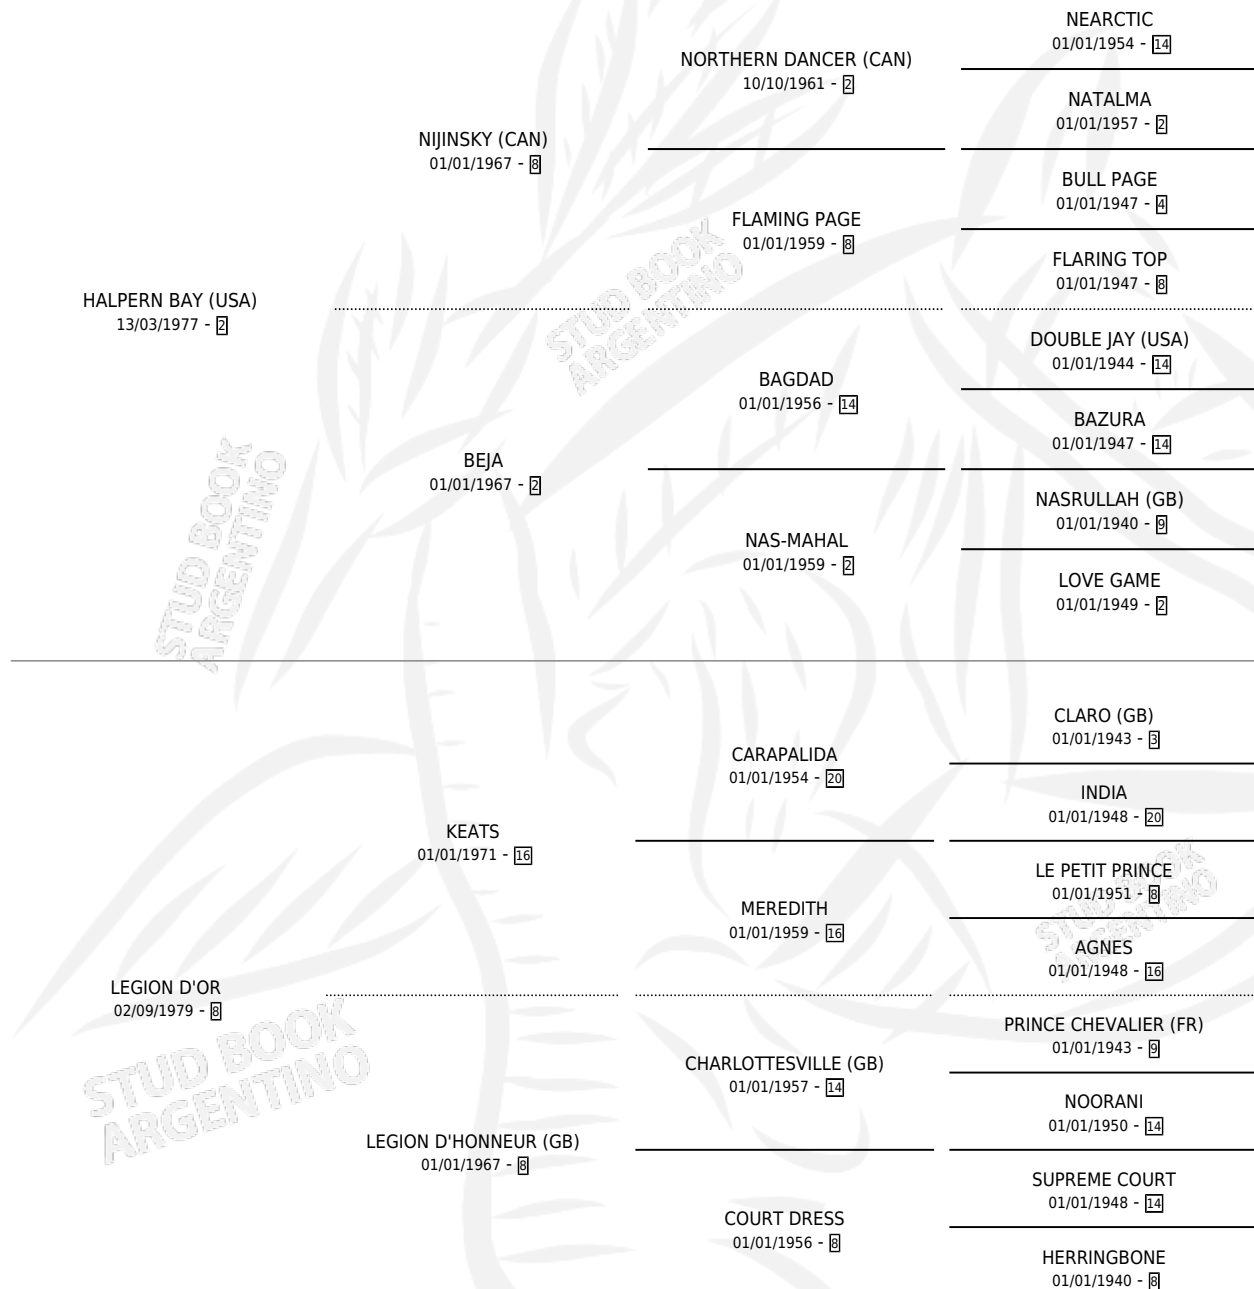 NEARCTIC
01/01/1954 - 14
NORTHERN DANCER (CAN)
10/10/1961 - 2
NATALMA
01/01/1957 - 2
NIJINSKY (CAN)
01/01/1967 - 8
BULL PAGE
01/01/1947 - 4
FLAMING PAGE
01/01/1959 - 8
FLARING TOP
01/01/1947 - 8
HALPERN BAY (USA)
13/03/1977 - 2
DOUBLE JAY (USA)
01/01/1944 - 14
BAGDAD
01/01/1956 - 14
BAZURA
01/01/1947 - 14
BEJA
01/01/1967 - 2
NASRULLAH (GB)
01/01/1940 - 9
NAS-MAHAL
01/01/1959 - 2
LOVE GAME
01/01/1949 - 2
STUD BOOK
ARGENTINO
STUD BOOK
ARGENTINO
CLARO (GB)
01/01/1943 - 3
CARAPALIDA
01/01/1954 - 20
INDIA
01/01/1948 - 20
KEATS
01/01/1971 - 16
LE PETIT PRINCE
01/01/1951 - 8
MEREDITH
01/01/1959 - 16
AGNES
01/01/1948 - 16
LEGION D'OR
02/09/1979 - 8
PRINCE CHEVALIER (FR)
01/01/1943 - 9
CHARLOTTESVILLE (GB)
01/01/1957 - 14
NOORANI
01/01/1950 - 14
LEGION D'HONNEUR (GB)
01/01/1967 - 8
SUPREME COURT
01/01/1948 - 14
COURT DRESS
01/01/1956 - 8
HERRINGBONE
01/01/1940 - 8
STUD BOOK
ARGENTINO
STUD BOOK
ARGENTINO